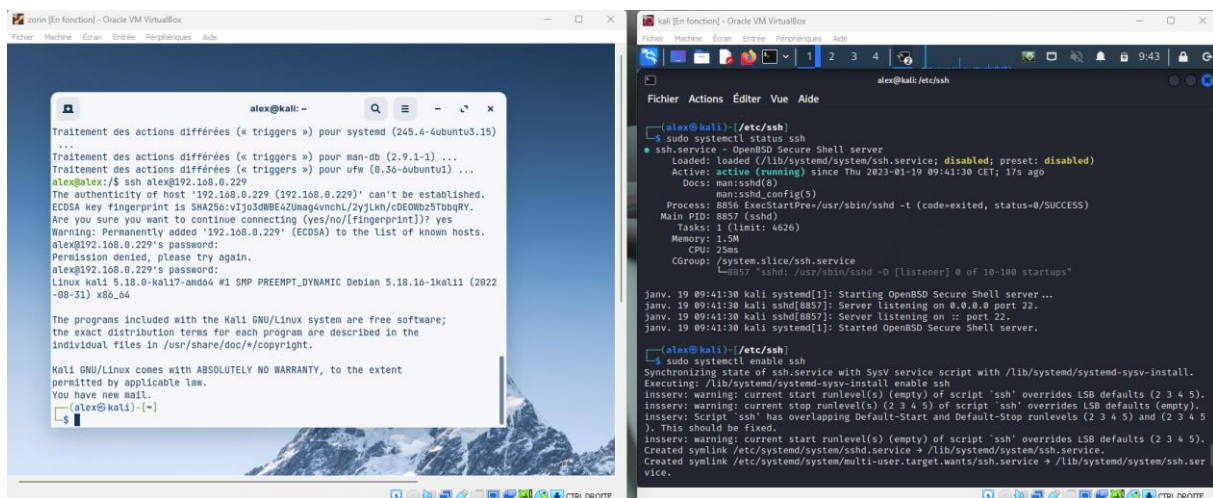 zorin [En fonction] - Oracle VM VirtualBox
Fichier Machine Écran Entrée Périphériques Aide
alex@kali: ~
Traitement des actions différées (« triggers ») pour systemd (245.4-4ubuntu3.15)
...
Traitement des actions différées (« triggers ») pour man-db (2.9.1-1) ...
Traitement des actions différées (« triggers ») pour ufw (0.36-6ubuntu1) ...
alex@alex:/$ ssh alex@192.168.0.229
The authenticity of host '192.168.0.229 (192.168.0.229)' can't be established.
ECDSA key fingerprint is
Are you sure you want to continue connecting (yes/no/[fingerprint])? yes
Warning: Permanently added '192.168.0.229' (ECDSA) to the list of known hosts.
alex@192.168.0.229's password:
Permission denied, please try again.
alex@192.168.0.229's password:
Linux kali 5.18.0-kali7-amd64 #1 SMP PREEMPT_DYNAMIC Debian 5.18.16-1kali1 (2022
-08-31) x86_64
The programs included with the Kali GNU/Linux system are free software;
the exact distribution terms for each program are described in the
individual files in /usr/share/doc/*/copyright.
Kali GNU/Linux comes with ABSOLUTELY NO WARRANTY, to the extent
permitted by applicable law.
You have new mail.
(alex㉿kali)-[~]
$
CTRL DROITE
kali [En fonction] - Oracle VM VirtualBox
Fichier Machine Écran Entrée Périphériques Aide
1 2 3 4 9:43
alex@kali: /etc/ssh
Fichier Actions Éditer Vue Aide
(alex㉿kali)-[/etc/ssh]
$ sudo systemctl status ssh
● ssh.service - OpenBSD Secure Shell server
Loaded: loaded (/lib/systemd/system/ssh.service; disabled; preset: disabled)
Active: active (running) since Thu 2023-01-19 09:41:30 CET; 17s ago
Docs: man:sshd(8)
man:sshd_config(5)
Process: 8856 ExecStartPre=/usr/sbin/sshd -t (code=exited, status=0/SUCCESS)
Main PID: 8857 (sshd)
Tasks: 1 (limit: 4626)
Memory: 1.5M
CPU: 25ms
CGroup: /system.slice/ssh.service
└─8857 "sshd: /usr/sbin/sshd -D [listener] 0 of 10-100 startups"
janv. 19 09:41:30 kali systemd[1]: Starting OpenBSD Secure Shell server...
janv. 19 09:41:30 kali sshd[8857]: Server listening on 0.0.0.0 port 22.
janv. 19 09:41:30 kali sshd[8857]: Server listening on :: port 22.
janv. 19 09:41:30 kali systemd[1]: Started OpenBSD Secure Shell server.
(alex㉿kali)-[/etc/ssh]
$ sudo systemctl enable ssh
Synchronizing state of ssh.service with SysV service script with /lib/systemd/systemd-sysv-install.
Executing: /lib/systemd/systemd-sysv-install enable ssh
insserv: warning: current start runlevel(s) (empty) of script `ssh' overrides LSB defaults (2 3 4 5).
insserv: warning: current stop runlevel(s) (2 3 4 5) of script `ssh' overrides LSB defaults (empty).
insserv: Script `ssh' has overlapping Default-Start and Default-Stop runlevels (2 3 4 5) and (2 3 4 5
). This should be fixed.
insserv: warning: current start runlevel(s) (empty) of script `ssh' overrides LSB defaults (2 3 4 5).
Created symlink /etc/systemd/system/sshd.service → /lib/systemd/system/ssh.service.
Created symlink /etc/systemd/system/multi-user.target.wants/ssh.service → /lib/systemd/system/ssh.ser
vice.
CTRL DROITE